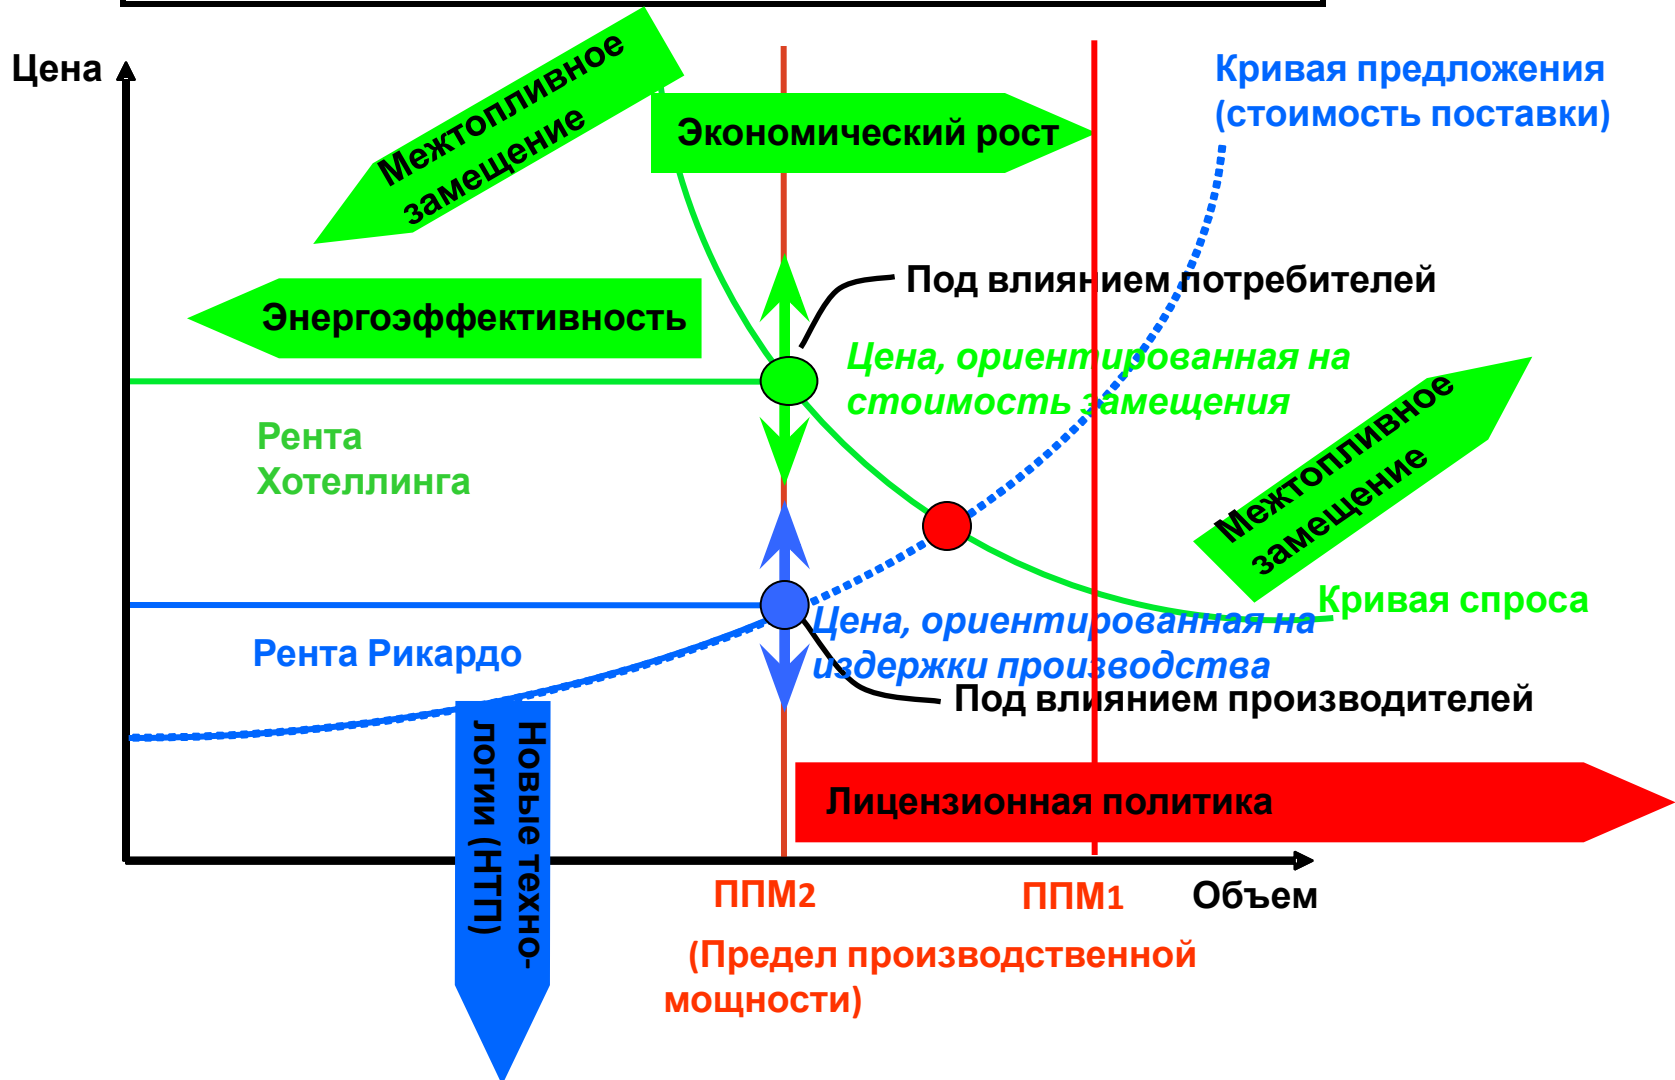 Цена
Межтопливное
замещение
Экономический рост
Кривая предложения
(стоимость поставки)
Под влиянием потребителей
Энергоэффективность
Цена, ориентированная на
стоимость замещения
Рента
Хотеллинга
Межтопливное
замещение
Кривая спроса
Цена, ориентированная на
издержки производства
Рента Рикардо
Под влиянием производителей
Новые техно-
логии (НТП)
Лицензионная политика
ППМ2
ППМ1
Объем
(Предел производственной
мощности)